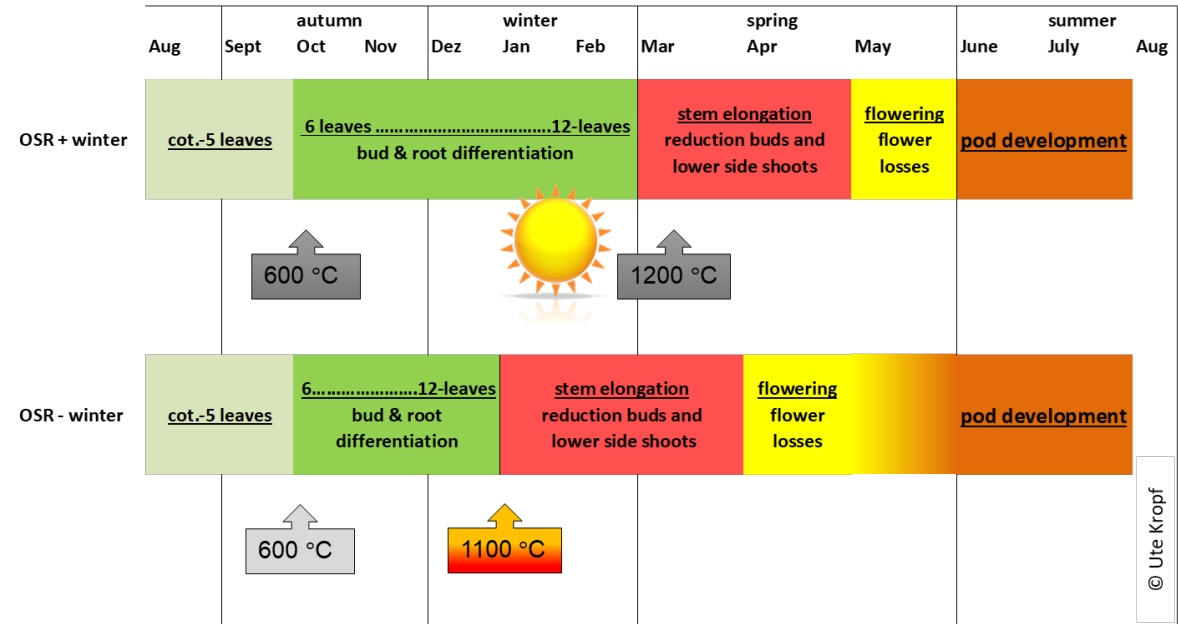 autumn winter spring summer
Aug Sept Oct Nov Dez Jan Feb Mar Apr May June July Aug
OSR + winter
cot.-5 leaves
6 leaves .......................................12-leaves
bud & root differentiation
stem elongation
reduction buds and
lower side shoots
flowering
flower
losses
pod development
600 °C
1200 °C
OSR - winter
cot.-5 leaves
6.......................12-leaves
bud & root
differentiation
stem elongation
reduction buds and
lower side shoots
flowering
flower
losses
pod development
600 °C
1100 °C
© Ute Kropf